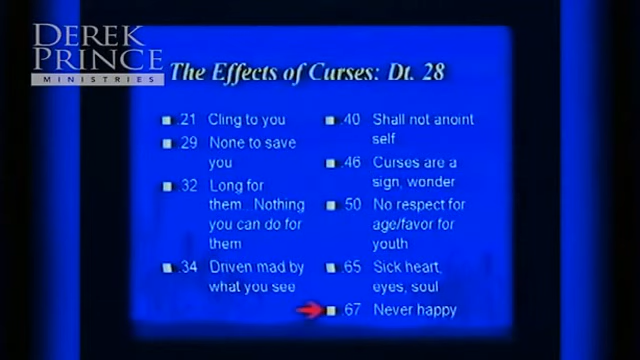 DEREK
PRINCE
MINISTRIES
The Effects of Curses: Dt. 28
.21 Cling to you
.29 None to save
you
.32 Long for
them.. Nothing
you can do for
them
.34 Driven mad by
what you see
.40 Shall not anoint
self
.46 Curses are a
sign, wonder
.50 No respect for
age/favor for
youth
.65 Sick heart,
eyes, soul
.67 Never happy